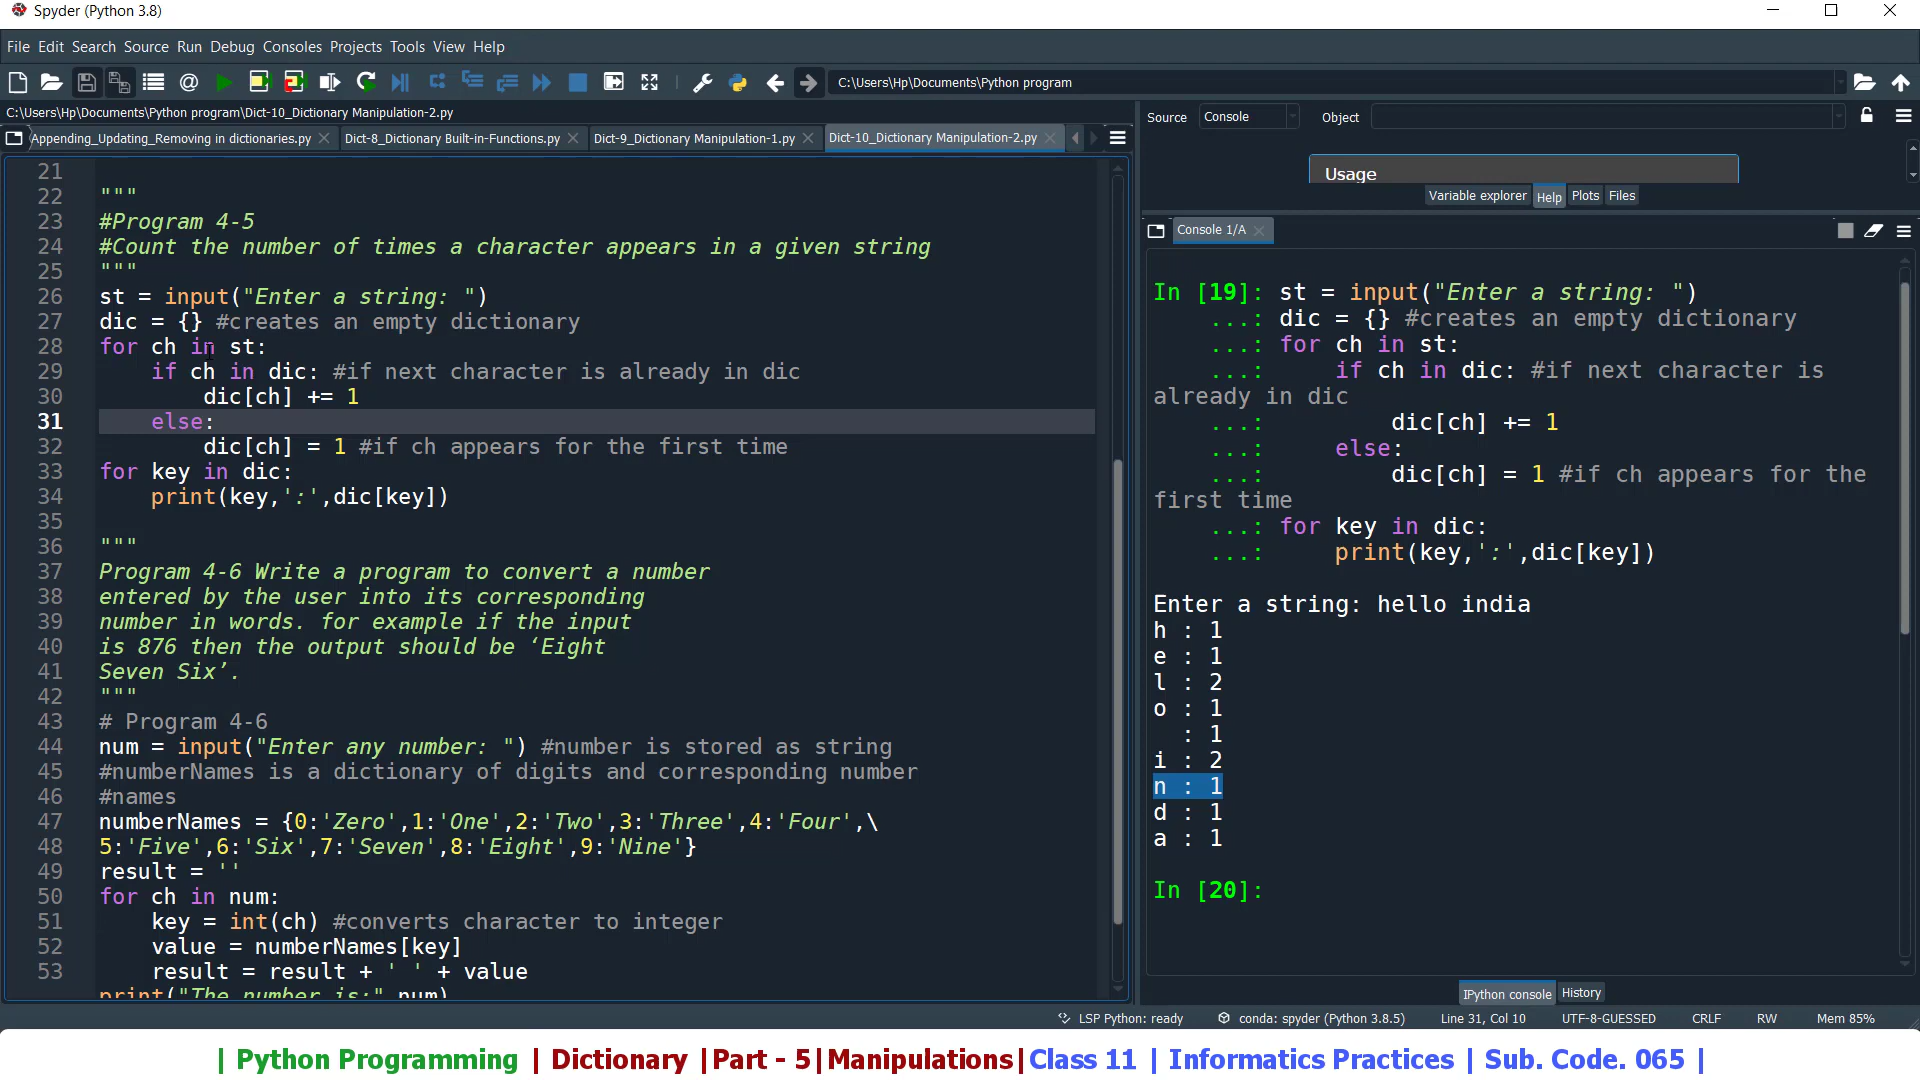 Spyder (Python 3.8)
File Edit Search Source Run Debug Consoles Projects Tools View Help
C:\Users\Hp\Documents\Python program
C:\Users\Hp\Documents\Python program\Dict-10_Dictionary Manipulation-2.py
Appending_Updating_Removing in dictionaries.py Dict-8_Dictionary Built-in-Functions.py Dict-9_Dictionary Manipulation-1.py Dict-10_Dictionary Manipulation-2.py
21
22 """
23 #Program 4-5
24 #Count the number of times a character appears in a given string
25 """
26 st = input("Enter a string: ")
27 dic = {} #creates an empty dictionary
28 for ch in st:
29     if ch in dic: #if next character is already in dic
30         dic[ch] += 1
31     else:
32         dic[ch] = 1 #if ch appears for the first time
33 for key in dic:
34     print(key,':',dic[key])
35
36 """
37 Program 4-6 Write a program to convert a number
38 entered by the user into its corresponding
39 number in words. for example if the input
40 is 876 then the output should be ‘Eight
41 Seven Six’.
42 """
43 # Program 4-6
44 num = input("Enter any number: ") #number is stored as string
45 #numberNames is a dictionary of digits and corresponding number
46 #names
47 numberNames = {0:'Zero',1:'One',2:'Two',3:'Three',4:'Four',\
48 5:'Five',6:'Six',7:'Seven',8:'Eight',9:'Nine'}
49 result = ''
50 for ch in num:
51     key = int(ch) #converts character to integer
52     value = numberNames[key]
53     result = result + ' ' + value
print("The number is:",num)
Source Console Object
Usage
Variable explorer Help Plots Files
Console 1/A
In [19]: st = input("Enter a string: ")
...: dic = {} #creates an empty dictionary
...: for ch in st:
...:     if ch in dic: #if next character is
already in dic
...:         dic[ch] += 1
...:     else:
...:         dic[ch] = 1 #if ch appears for the
first time
...: for key in dic:
...:     print(key,':',dic[key])
Enter a string: hello india
h : 1
e : 1
l : 2
o : 1
  : 1
i : 2
n : 1
d : 1
a : 1
In [20]:
IPython console History
LSP Python: ready conda: spyder (Python 3.8.5) Line 31, Col 10 UTF-8-GUESSED CRLF RW Mem 85%
| Python Programming | Dictionary |Part - 5|Manipulations|Class 11 | Informatics Practices | Sub. Code. 065 |